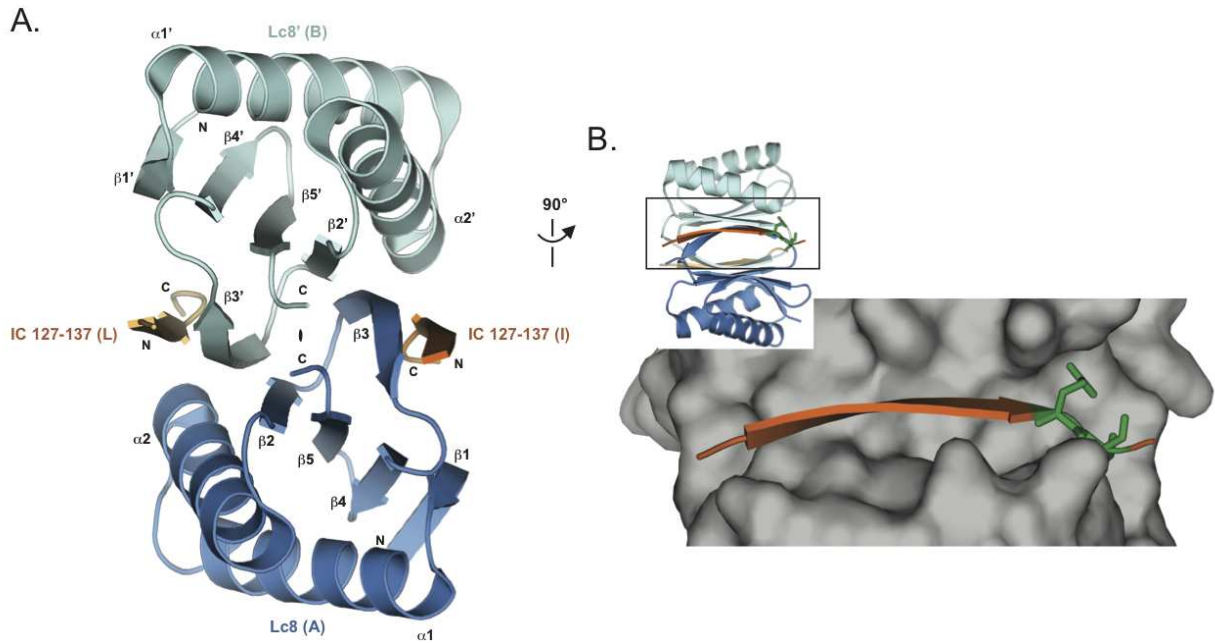 A.
Lc8' (B)
α1'
N
β4'
β1'
β5'
β2'
α2'
C
β3'
C
IC 127-137 (L)
N
β3
IC 127-137 (I)
C
C
N
α2
β2
β5
β1
β4
N
Lc8 (A)
α1
90°
B.